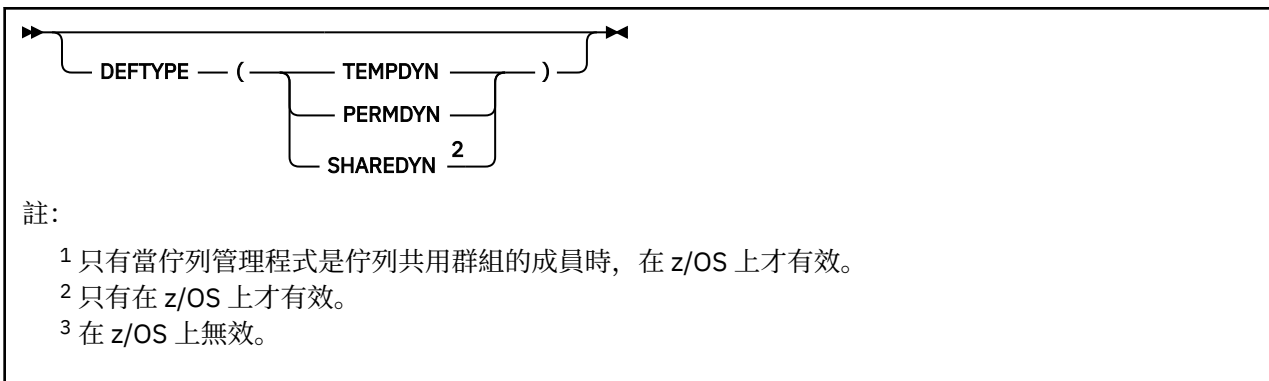 DEFTYPE ( TEMPDYN )
PERMDYN
SHAREDYN 2
註：
1 只有當佇列管理程式是佇列共用群組的成員時，在 z/OS 上才有效。
2 只有在 z/OS 上才有效。
3 在 z/OS 上無效。